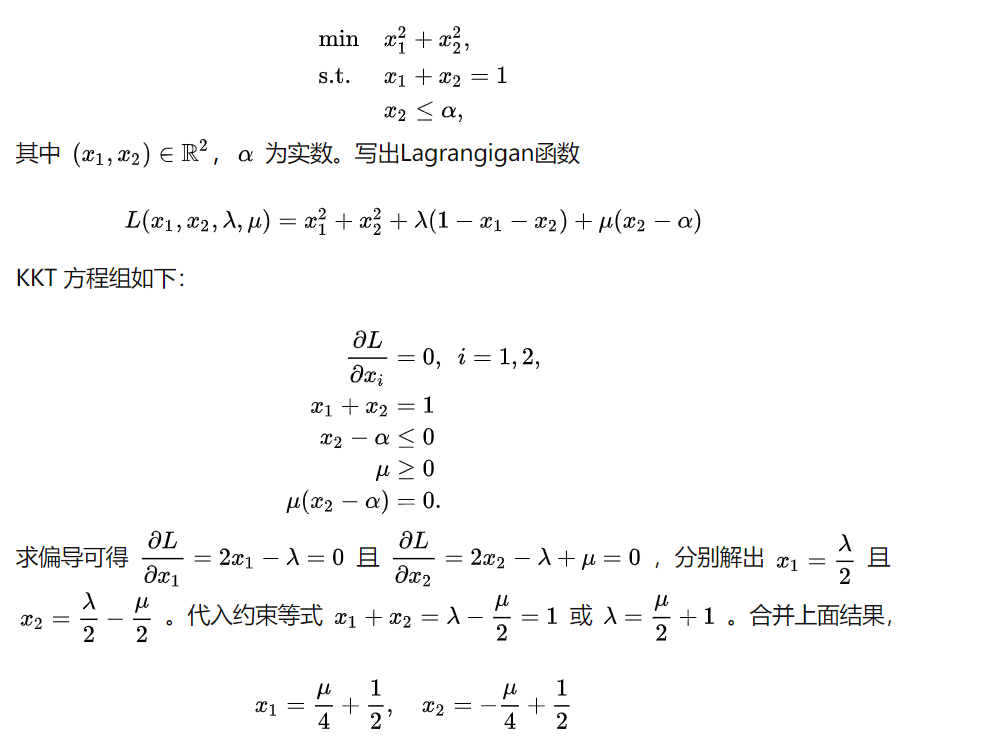 min x₁² + x₂²,
s.t. x₁ + x₂ = 1
x₂ ≤ α,
其中 (x₁, x₂) ∈ ℝ², α 为实数。写出Lagrangigan函数
L(x₁, x₂, λ, μ) = x₁² + x₂² + λ(1 − x₁ − x₂) + μ(x₂ − α)
KKT 方程组如下:
∂L/∂xᵢ = 0, i = 1, 2,
x₁ + x₂ = 1
x₂ − α ≤ 0
μ ≥ 0
μ(x₂ − α) = 0.
求偏导可得 ∂L/∂x₁ = 2x₁ − λ = 0 且 ∂L/∂x₂ = 2x₂ − λ + μ = 0 ,分别解出 x₁ = λ/2 且
x₂ = λ/2 − μ/2 。代入约束等式 x₁ + x₂ = λ − μ/2 = 1 或 λ = μ/2 + 1 。合并上面结果,
x₁ = μ/4 + 1/2, x₂ = −μ/4 + 1/2